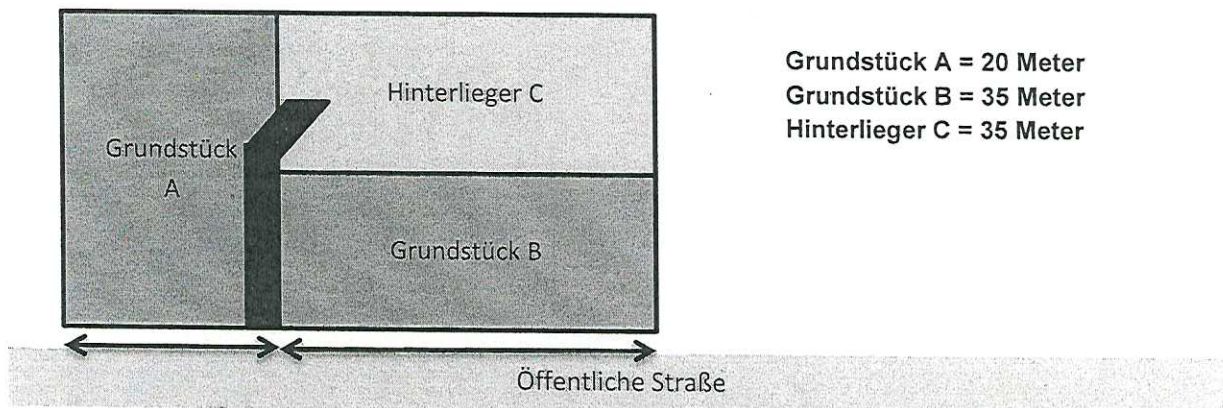 Hinterlieger C
Grundstück
A
Grundstück B
Öffentliche Straße
Grundstück A = 20 Meter
Grundstück B = 35 Meter
Hinterlieger C = 35 Meter